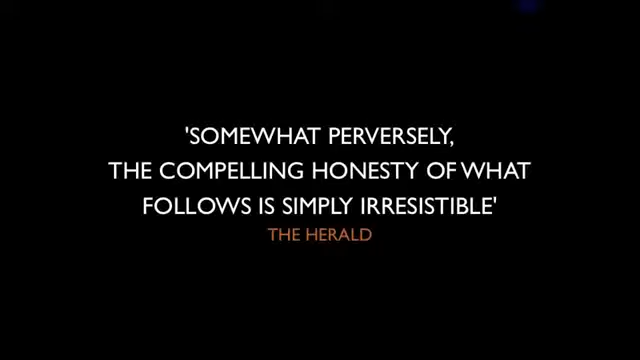 'SOMEWHAT PERVERSELY,
THE COMPELLING HONESTY OF WHAT
FOLLOWS IS SIMPLY IRRESISTIBLE'
THE HERALD